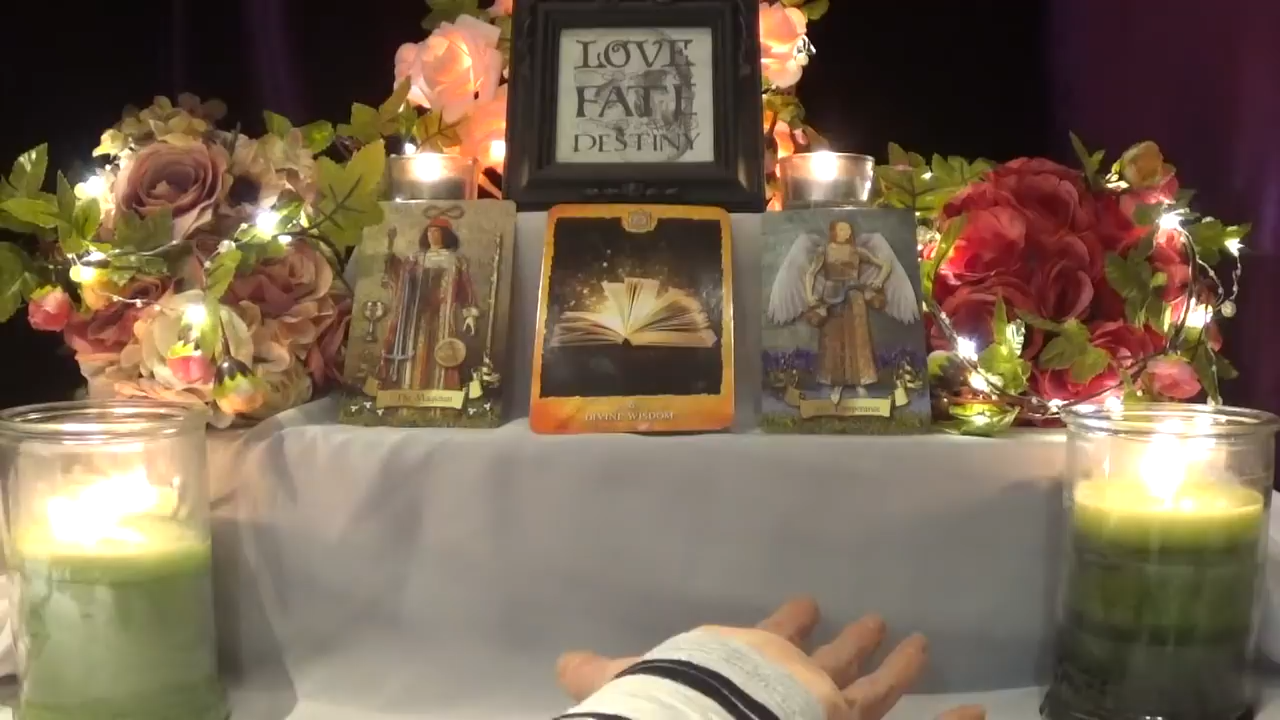 LOVE
FATE
DESTINY
The Magician
DIVINE WISDOM
Temperance